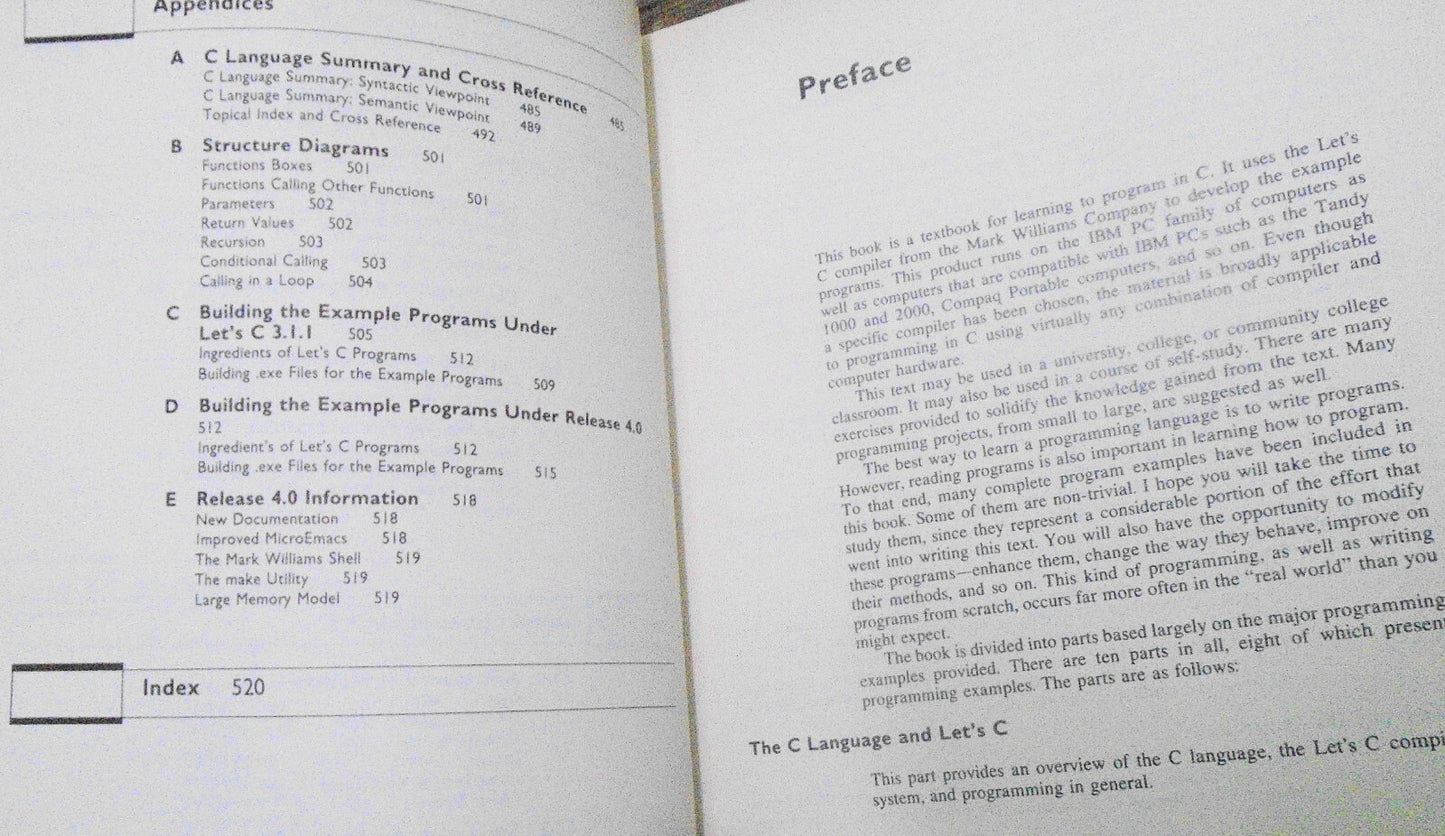 Appendices
A C Language Summary and Cross Reference 485
C Language Summary: Syntactic Viewpoint 485
C Language Summary: Semantic Viewpoint 489
Topical Index and Cross Reference 492
B Structure Diagrams 501
Functions Boxes 501
Functions Calling Other Functions 501
Parameters 502
Return Values 502
Recursion 503
Conditional Calling 503
Calling in a Loop 504
C Building the Example Programs Under
Let's C 3.1.1 505
Ingredients of Let's C Programs 512
Building .exe Files for the Example Programs 509
D Building the Example Programs Under Release 4.0
512
Ingredient's of Let's C Programs 512
Building .exe Files for the Example Programs 515
E Release 4.0 Information 518
New Documentation 518
Improved MicroEmacs 518
The Mark Williams Shell 519
The make Utility 519
Large Memory Model 519
Index 520
Preface
This book is a textbook for learning to program in C. It uses the Let's
C compiler from the Mark Williams Company to develop the example
programs. This product runs on the IBM PC family of computers as
well as computers that are compatible with IBM PCs such as the Tandy
1000 and 2000, Compaq Portable computers, and so on. Even though
a specific compiler has been chosen, the material is broadly applicable
to programming in C using virtually any combination of compiler and
computer hardware.
This text may be used in a university, college, or community college
classroom. It may also be used in a course of self-study. There are many
exercises provided to solidify the knowledge gained from the text. Many
programming projects, from small to large, are suggested as well.
The best way to learn a programming language is to write programs.
However, reading programs is also important in learning how to program.
To that end, many complete program examples have been included in
this book. Some of them are non-trivial. I hope you will take the time to
study them, since they represent a considerable portion of the effort that
went into writing this text. You will also have the opportunity to modify
these programs—enhance them, change the way they behave, improve on
their methods, and so on. This kind of programming, as well as writing
programs from scratch, occurs far more often in the "real world" than you
might expect.
The book is divided into parts based largely on the major programming
examples provided. There are ten parts in all, eight of which present
programming examples. The parts are as follows:
The C Language and Let's C
This part provides an overview of the C language, the Let's C compi
system, and programming in general.